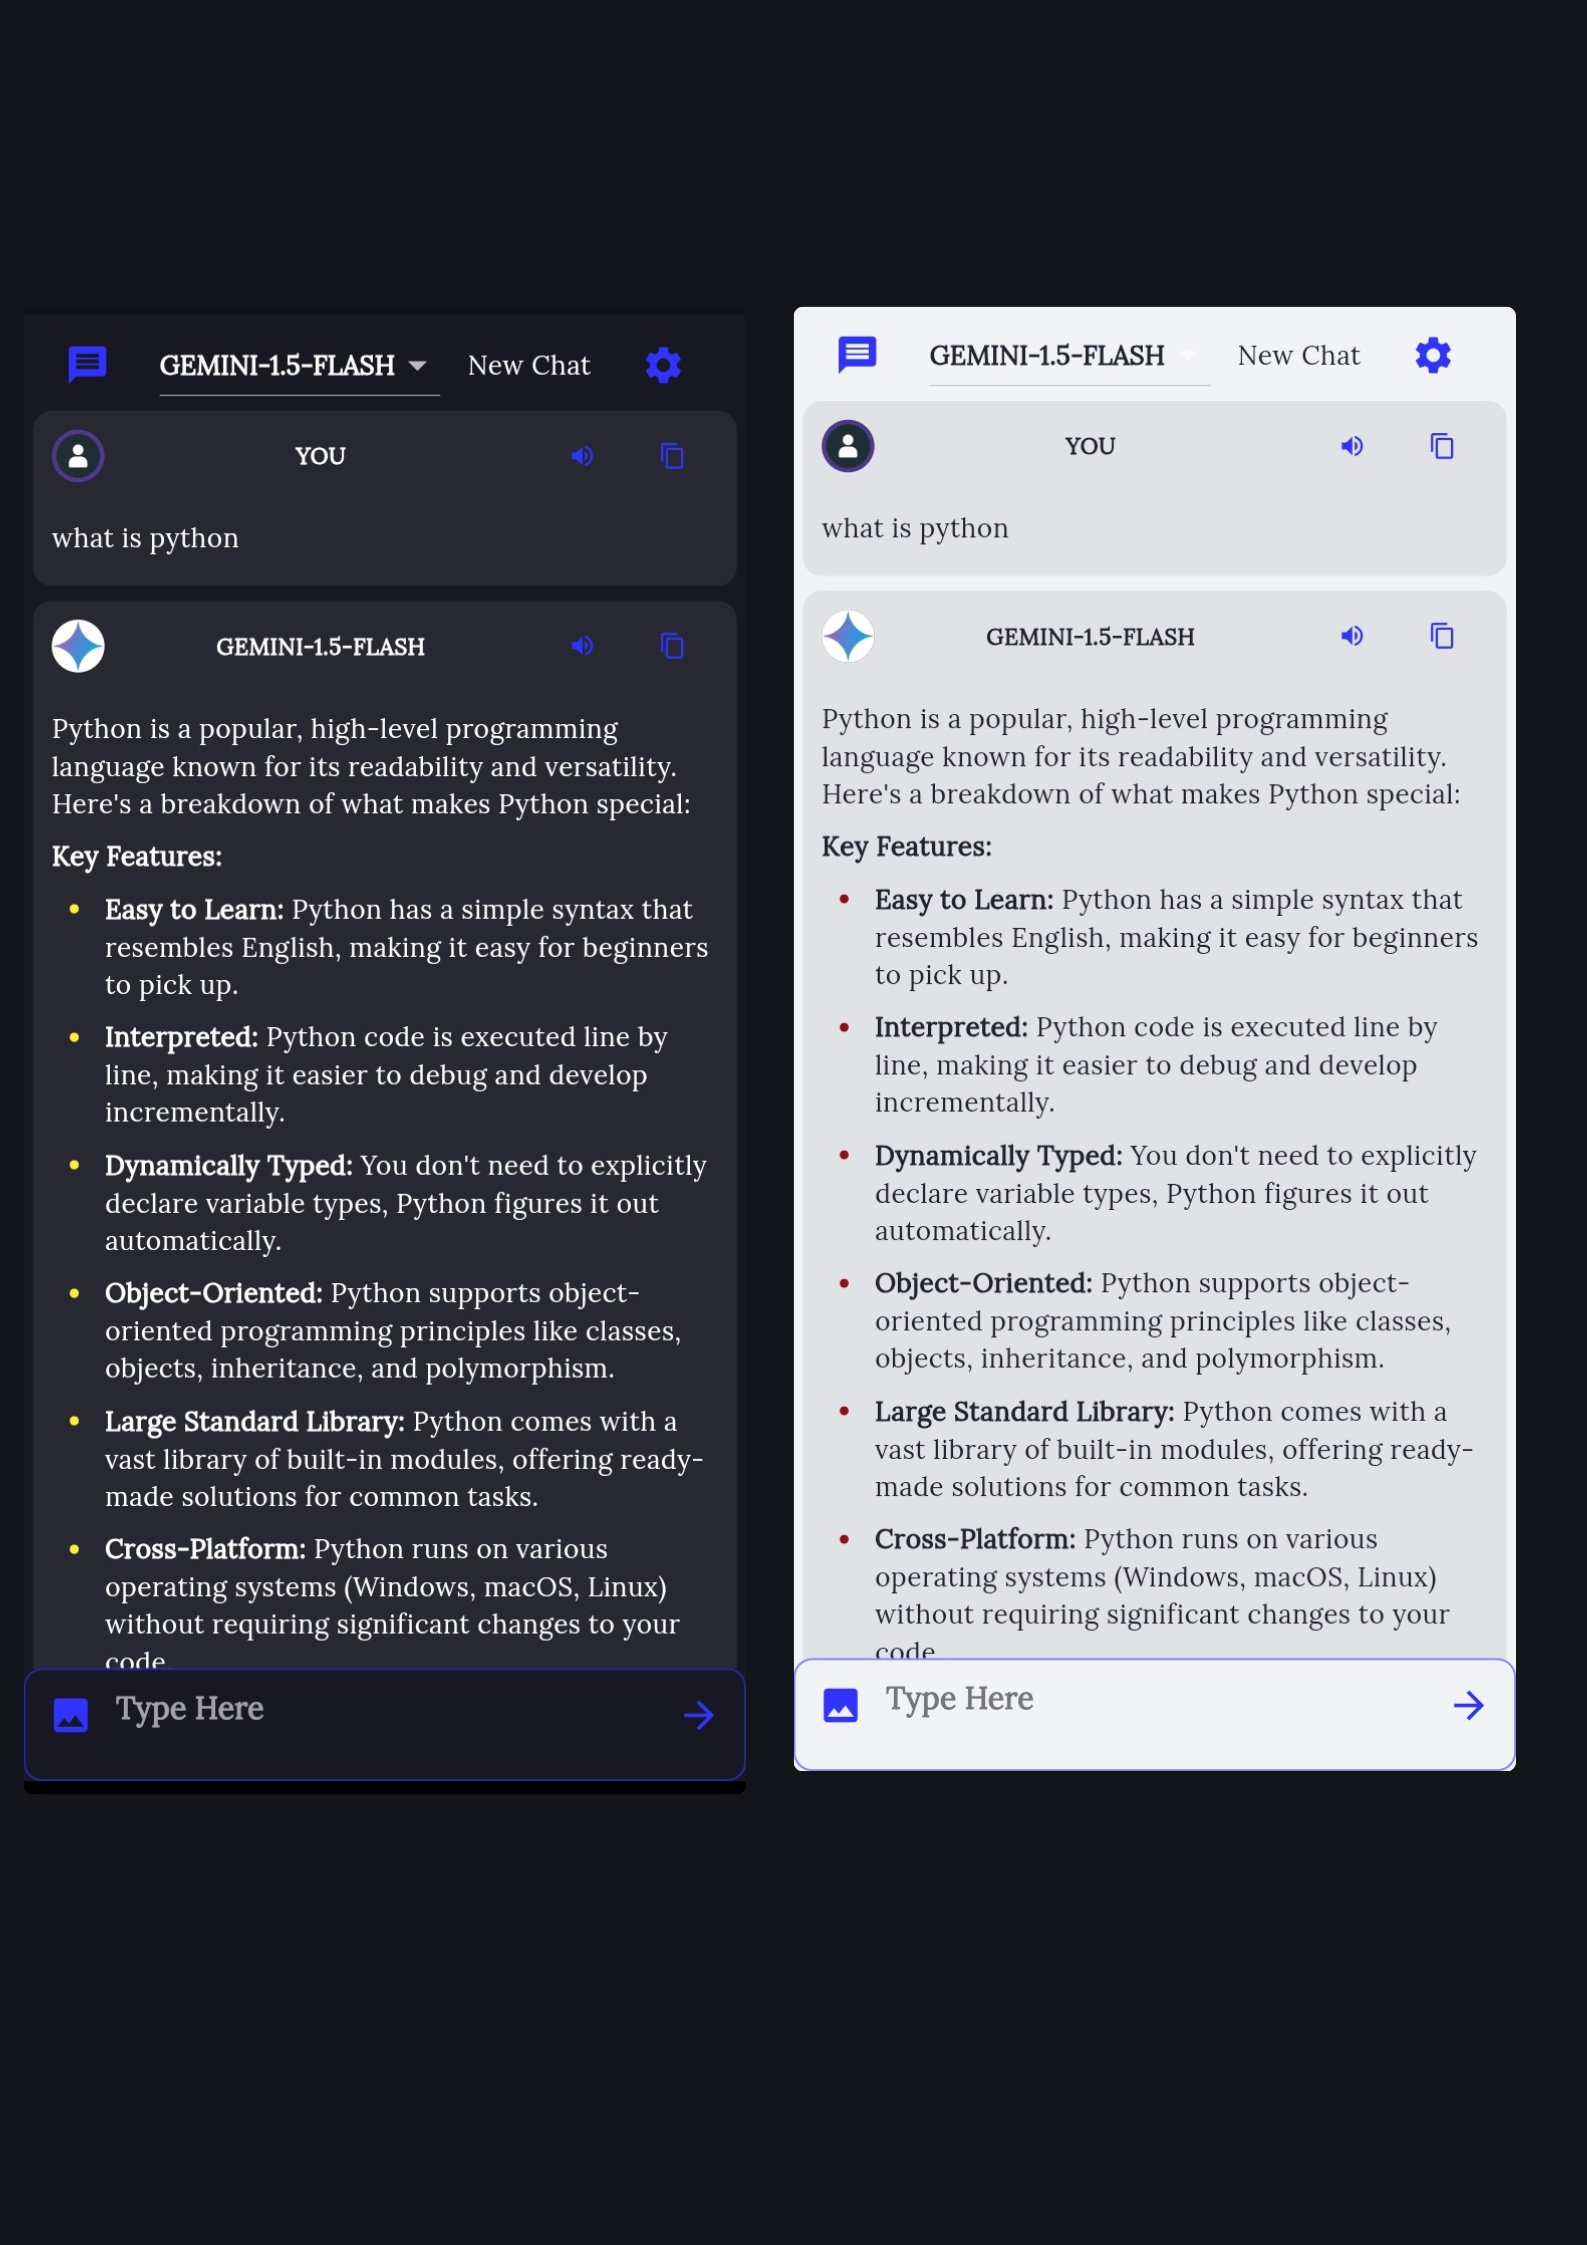 GEMINI-1.5-FLASH New Chat
YOU
what is python
GEMINI-1.5-FLASH
Python is a popular, high-level programming
language known for its readability and versatility.
Here's a breakdown of what makes Python special:
Key Features:
• Easy to Learn: Python has a simple syntax that
resembles English, making it easy for beginners
to pick up.
• Interpreted: Python code is executed line by
line, making it easier to debug and develop
incrementally.
• Dynamically Typed: You don't need to explicitly
declare variable types, Python figures it out
automatically.
• Object-Oriented: Python supports object-
oriented programming principles like classes,
objects, inheritance, and polymorphism.
• Large Standard Library: Python comes with a
vast library of built-in modules, offering ready-
made solutions for common tasks.
• Cross-Platform: Python runs on various
operating systems (Windows, macOS, Linux)
without requiring significant changes to your
code.
Type Here
GEMINI-1.5-FLASH New Chat
YOU
what is python
GEMINI-1.5-FLASH
Python is a popular, high-level programming
language known for its readability and versatility.
Here's a breakdown of what makes Python special:
Key Features:
• Easy to Learn: Python has a simple syntax that
resembles English, making it easy for beginners
to pick up.
• Interpreted: Python code is executed line by
line, making it easier to debug and develop
incrementally.
• Dynamically Typed: You don't need to explicitly
declare variable types, Python figures it out
automatically.
• Object-Oriented: Python supports object-
oriented programming principles like classes,
objects, inheritance, and polymorphism.
• Large Standard Library: Python comes with a
vast library of built-in modules, offering ready-
made solutions for common tasks.
• Cross-Platform: Python runs on various
operating systems (Windows, macOS, Linux)
without requiring significant changes to your
code.
Type Here